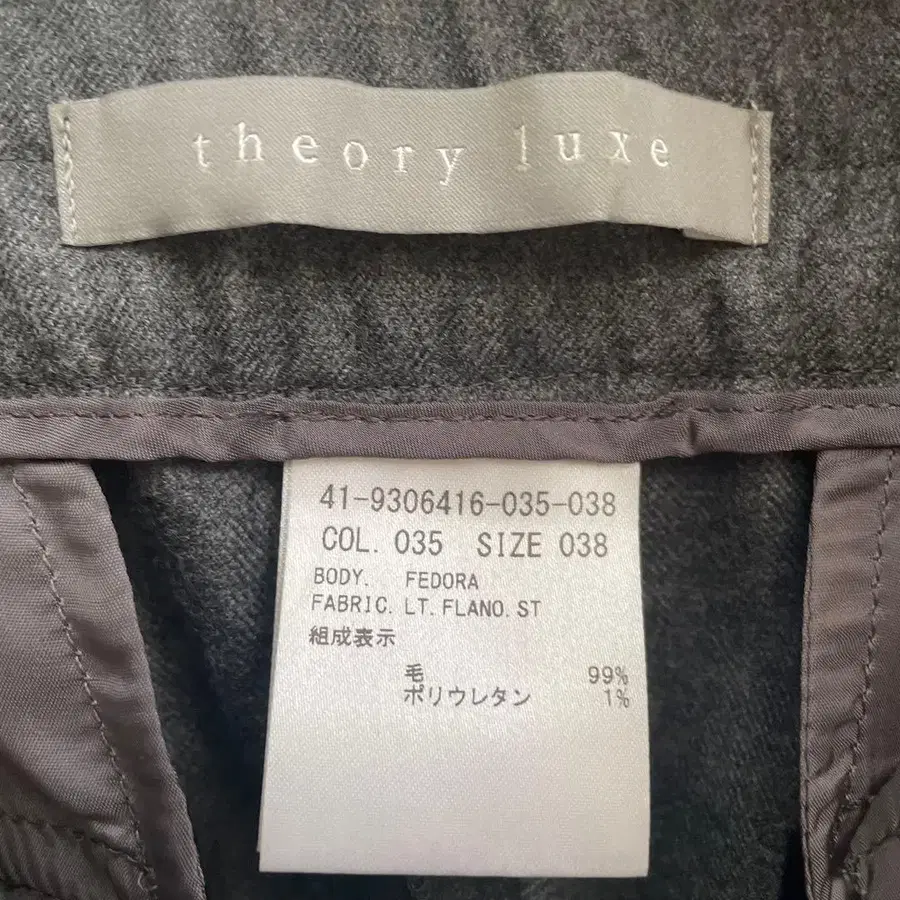 theory luxe
41-9306416-035-038
COL. 035 SIZE 038
BODY. FEDORA
FABRIC. LT. FLANO. ST
組成表示
毛 99%
ポリウレタン 1%